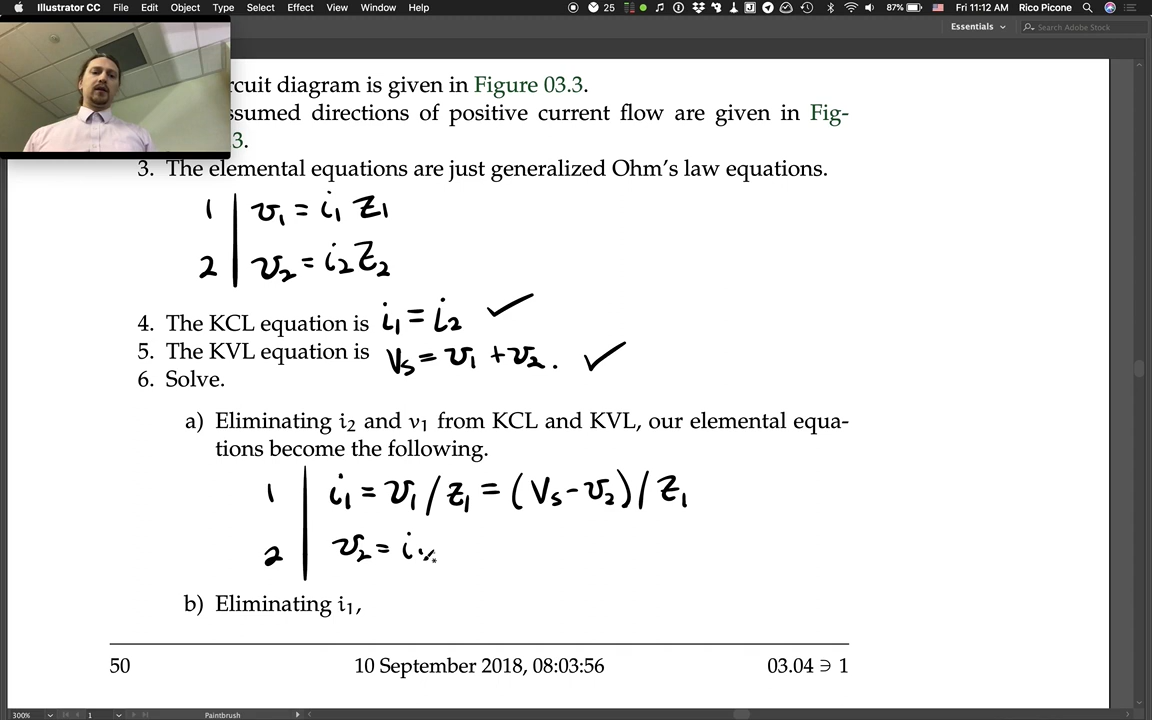 Illustrator CC File Edit Object Type Select Effect View Window Help 25 87% Fri 11:12 AM Rico Picone
Essentials Search Adobe Stock
rcuit diagram is given in Figure 03.3.
ssumed directions of positive current flow are given in Fig-
3.
3. The elemental equations are just generalized Ohm's law equations.
1 | v₁ = i₁ Z₁
2 | v₂ = i₂ Z₂
4. The KCL equation is i₁ = i₂ ✓
5. The KVL equation is Vₛ = v₁ + v₂. ✓
6. Solve.
a) Eliminating i₂ and v₁ from KCL and KVL, our elemental equa-
tions become the following.
1 | i₁ = v₁ / Z₁ = (Vₛ - v₂) / Z₁
2 | v₂ = i
b) Eliminating i₁,
50 10 September 2018, 08:03:56 03.04 ∋ 1
300% 1 Paintbrush